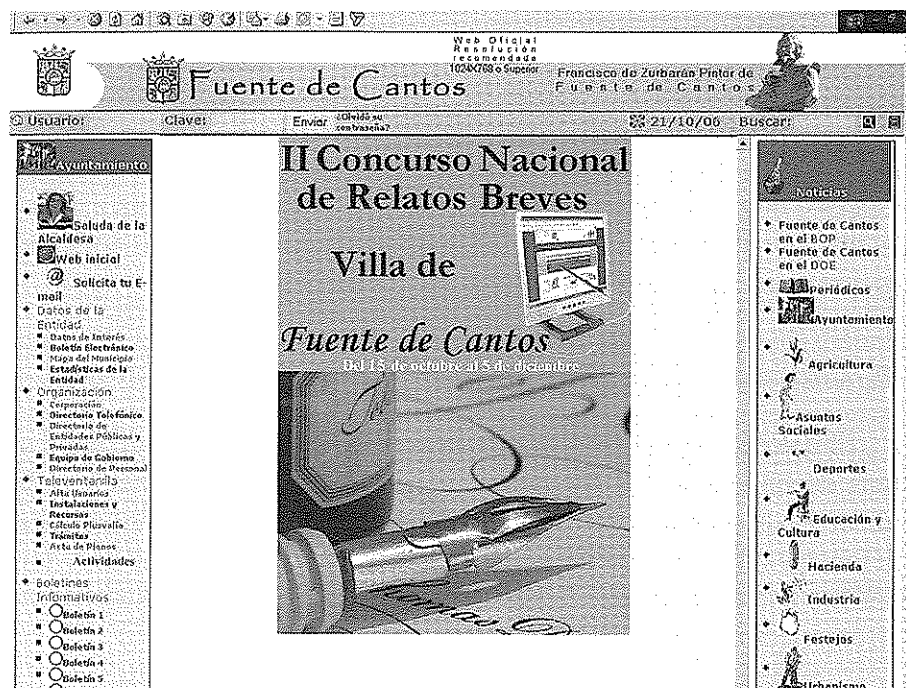 Web Oficial
Resolución
recomendada
1024X768 o Superior
Fuente de Cantos
Francisco de Zurbarán Pintor de
Fuente de Cantos
Usuario:
Clave:
Enviar
¿Olvidó su
contraseña?
21/10/06
Buscar:
Ayuntamiento
Saluda de la
Alcaldesa
Web inicial
Solicita tu E-
mail
Datos de la
Entidad
Datos de Interés
Boletín Electrónico
Mapa del Municipio
Estadísticas de la
Entidad
Organización
Corporación
Directorio Telefónico
Directorio de
Entidades Públicas y
Privadas
Equipo de Gobierno
Directorio de Personal
Televentanilla
Alta Usuarios
Instalaciones y
Recursos
Cálculo Plusvalía
Trámites
Acta de Plenos
Actividades
Boletines
Informativos
Boletín 1
Boletín 2
Boletín 3
Boletín 4
Boletín 5
II Concurso Nacional
de Relatos Breves
Villa de
Fuente de Cantos
Del 18 de octubre al 5 de diciembre
Noticias
Fuente de Cantos
en el BOP
Fuente de Cantos
en el DOE
Periódicos
Ayuntamiento
Agricultura
Asuntos
Sociales
Deportes
Educación y
Cultura
Hacienda
Industria
Festejos
Urbanismo